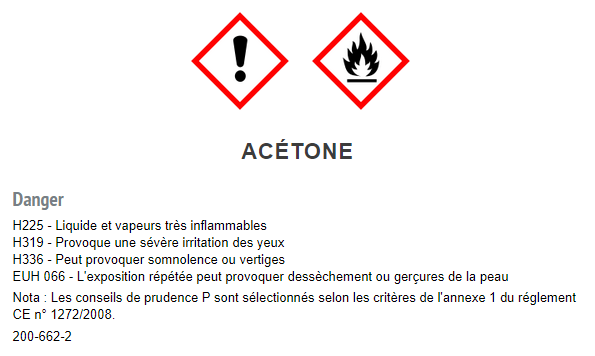 ACÉTONE
Danger
H225 - Liquide et vapeurs très inflammables
H319 - Provoque une sévère irritation des yeux
H336 - Peut provoquer somnolence ou vertiges
EUH 066 - L'exposition répétée peut provoquer dessèchement ou gerçures de la peau
Nota : Les conseils de prudence P sont sélectionnés selon les critères de l'annexe 1 du réglement
CE n° 1272/2008.
200-662-2